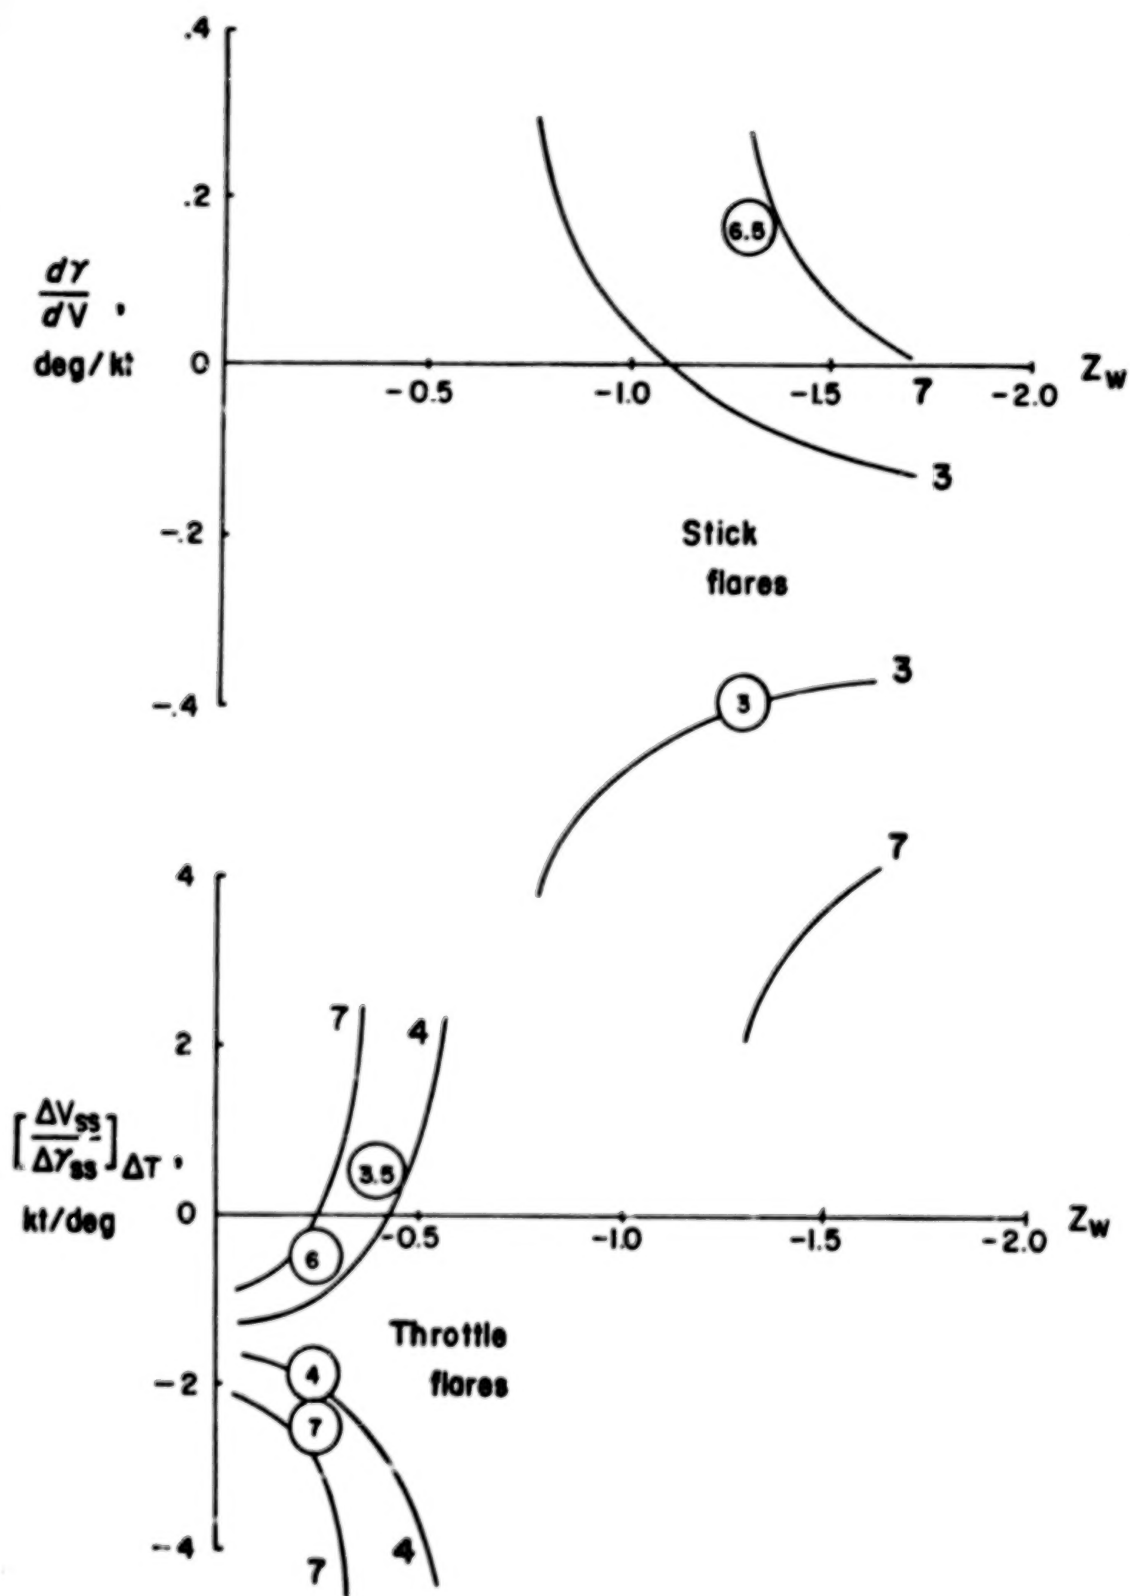 .4
.2
6.5
dγ
dV ,
deg/kt
0
-0.5
-1.0
-1.5
7
-2.0
Zw
3
-.2
Stick
flares
-.4
3
3
7
4
7
4
2
[ΔVss
Δγss]ΔT ,
kt/deg
3.5
0
-0.5
-1.0
-1.5
-2.0
Zw
6
Throttle
flares
4
-2
7
-4
7
4